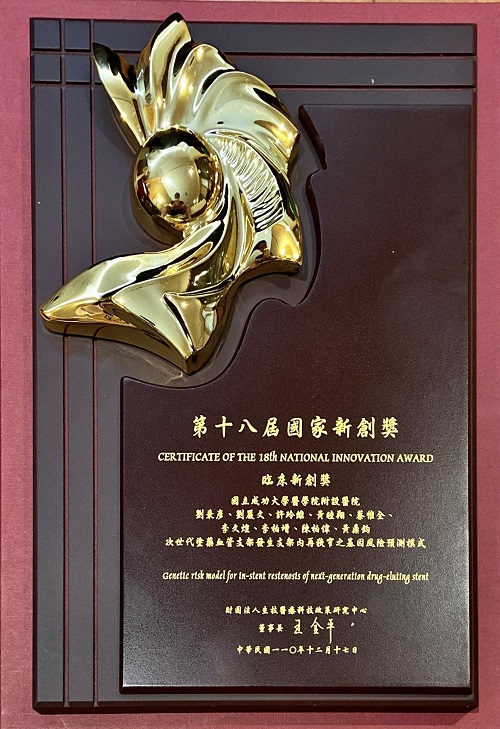 第十八屆國家新創獎
CERTIFICATE OF THE 18th NATIONAL INNOVATION AWARD
臨床新創獎
國立成功大學醫學院附設醫院
劉秉彥、劉嚴文、許玲維、黃睦翔、蔡惟全、
李文煌、李柏增、陳柏偉、黃鼎鈞
次世代塗藥血管支架發生支架內再狹窄之基因風險預測模式
Genetic risk model for in-stent restenosis of next-generation drug-eluting stent
財團法人生技醫療科技政策研究中心
董事長 王金平
中華民國一一〇年十二月十七日